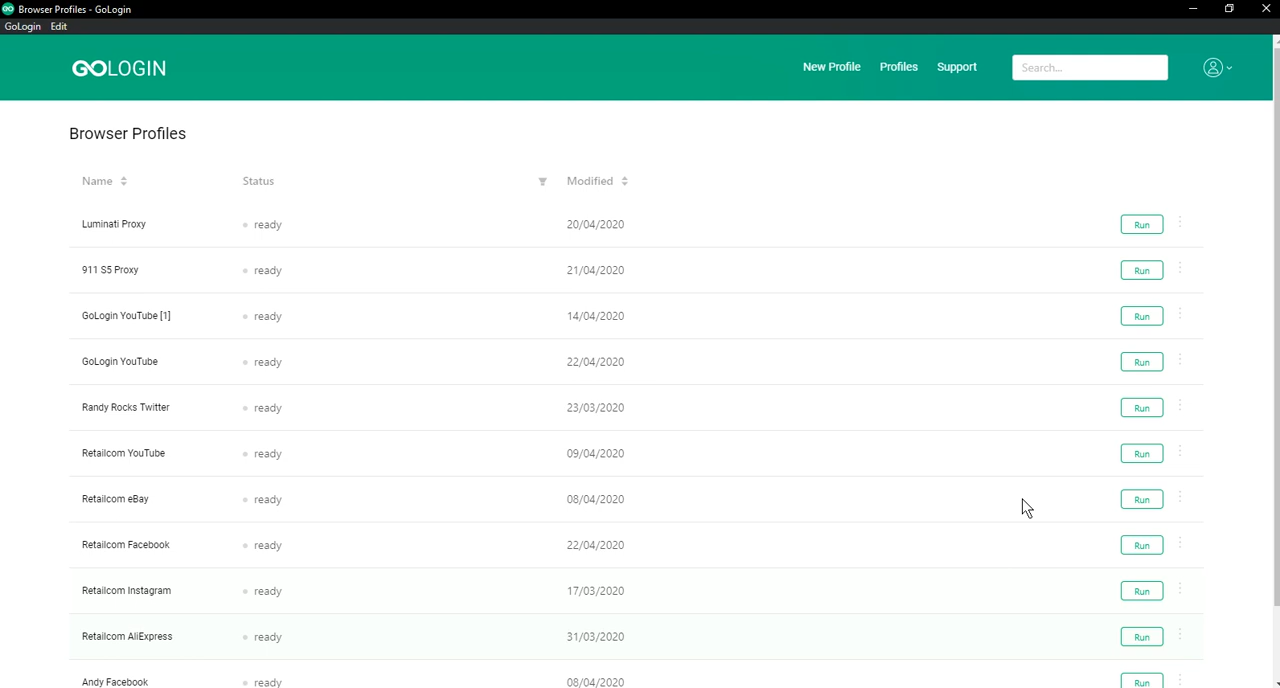 Browser Profiles - GoLogin
GoLogin Edit
GOLOGIN New Profile Profiles Support Search...
Browser Profiles
Name Status Modified
Luminati Proxy ready 20/04/2020 Run
911 S5 Proxy ready 21/04/2020 Run
GoLogin YouTube [1] ready 14/04/2020 Run
GoLogin YouTube ready 22/04/2020 Run
Randy Rocks Twitter ready 23/03/2020 Run
Retailcom YouTube ready 09/04/2020 Run
Retailcom eBay ready 08/04/2020 Run
Retailcom Facebook ready 22/04/2020 Run
Retailcom Instagram ready 17/03/2020 Run
Retailcom AliExpress ready 31/03/2020 Run
Andy Facebook ready 08/04/2020 Run